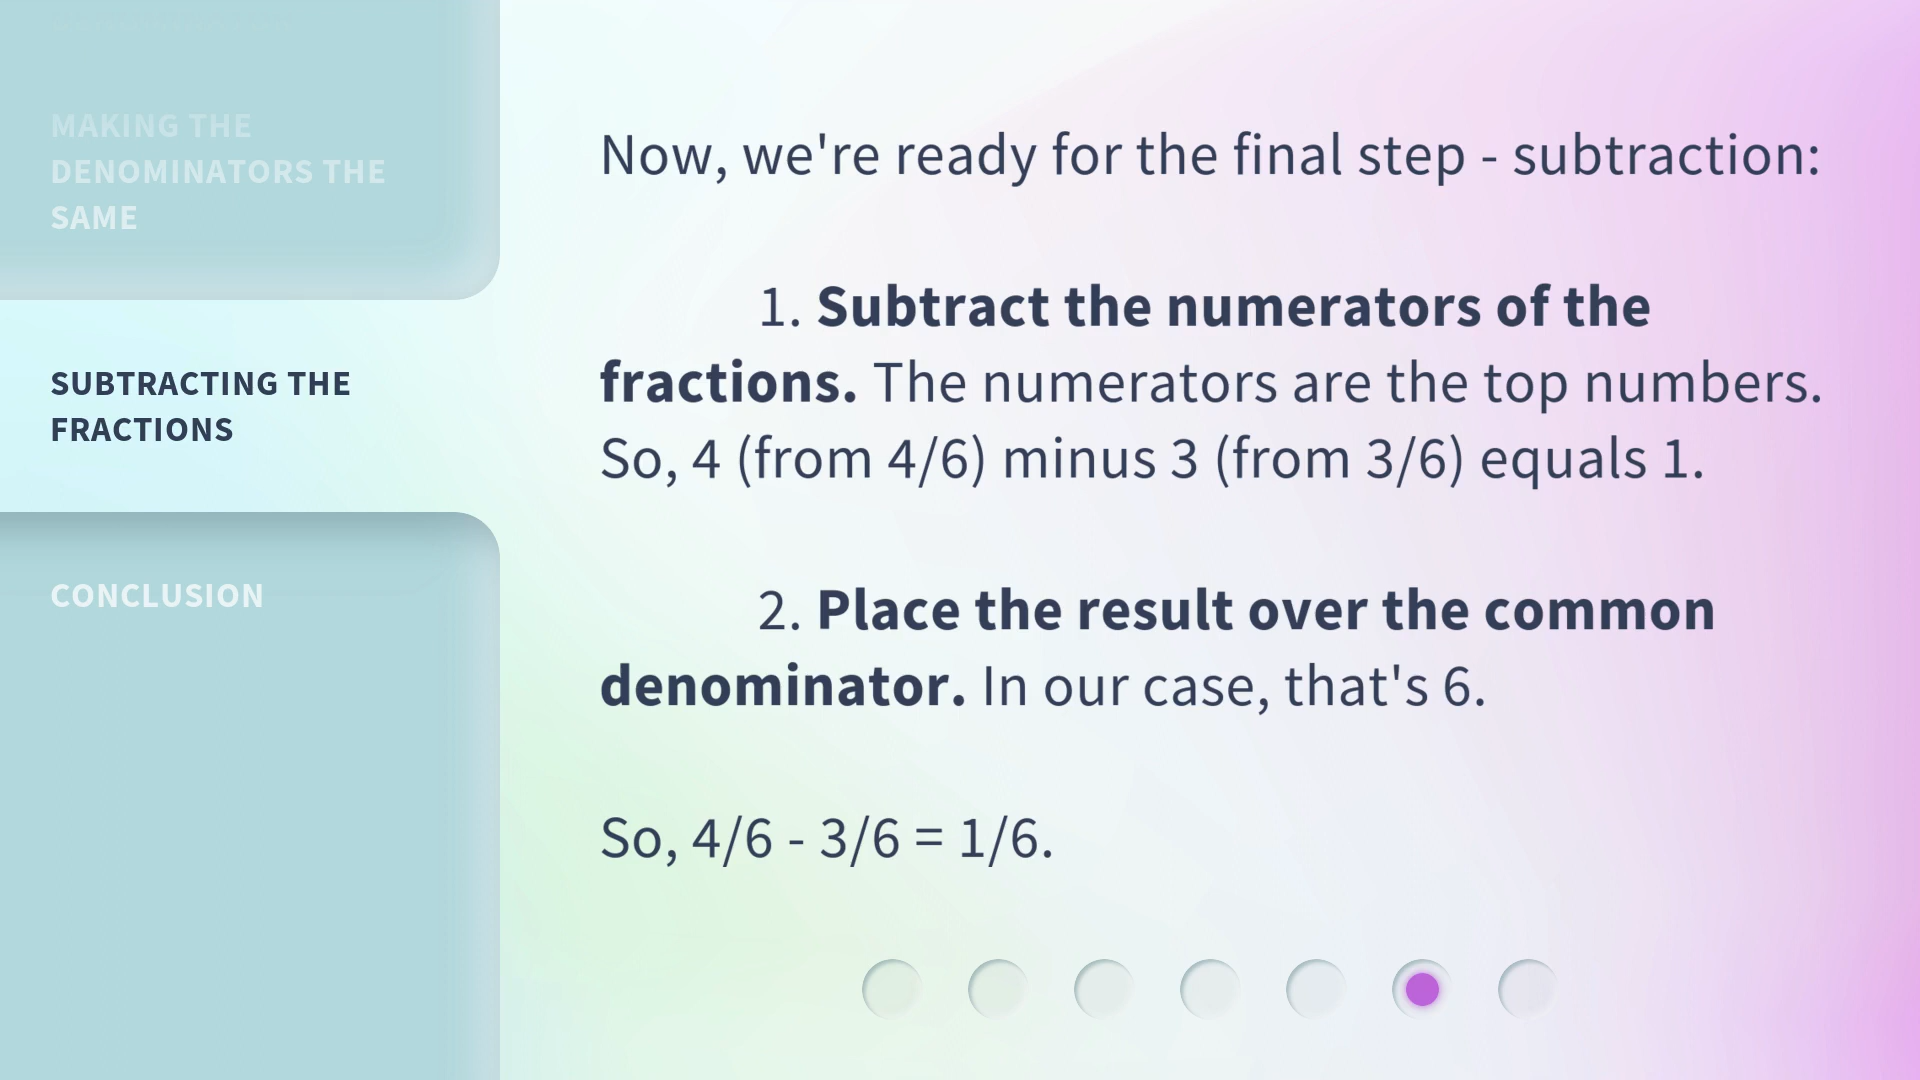 MAKING THE
DENOMINATORS THE
SAME
SUBTRACTING THE
FRACTIONS
CONCLUSION
Now, we're ready for the final step - subtraction:
1. Subtract the numerators of the
fractions. The numerators are the top numbers.
So, 4 (from 4/6) minus 3 (from 3/6) equals 1.
2. Place the result over the common
denominator. In our case, that's 6.
So, 4/6 - 3/6 = 1/6.